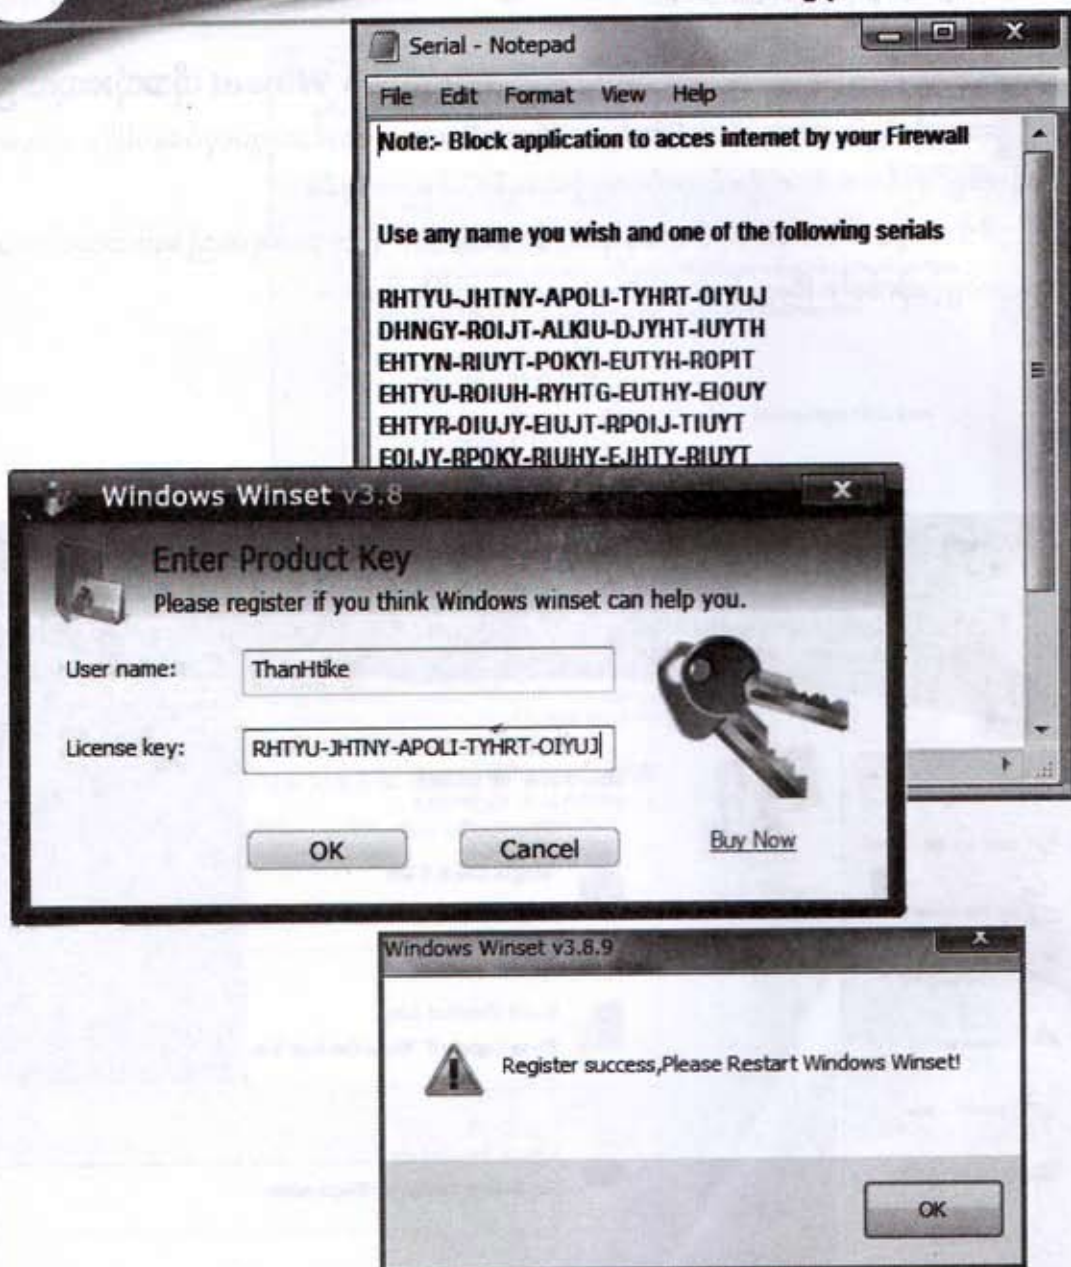 Serial - Notepad
File Edit Format View Help
Note:- Block application to acces internet by your Firewall
Use any name you wish and one of the following serials
RHTYU-JHTNY-APOLI-TYHRT-OIYUJ
DHNGY-ROIJT-ALKIU-DJYHT-IUYTH
EHTYN-RIUYT-POKYI-EUTYH-ROPIT
EHTYU-ROIUH-RYHTG-EUTHY-EIOUY
EHTYR-OIUJY-EIUJT-RPOIJ-TIUYT
EOIJY-RPOKY-RIUHY-EJHTY-RIUYT
Windows Winset v3.8
Enter Product Key
Please register if you think Windows winset can help you.
User name: ThanHtike
License key: RHTYU-JHTNY-APOLI-TYHRT-OIYUJ
OK Cancel Buy Now
Windows Winset v3.8.9
Register success,Please Restart Windows Winset!
OK